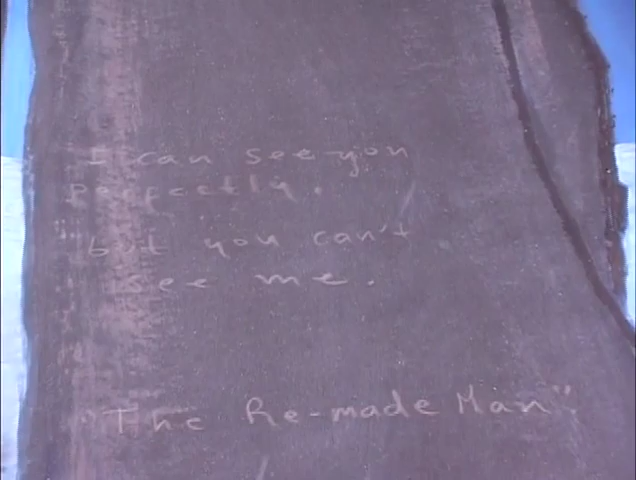 I can see you
perfectly.
but you can't
see me.
"The Re-made Man".